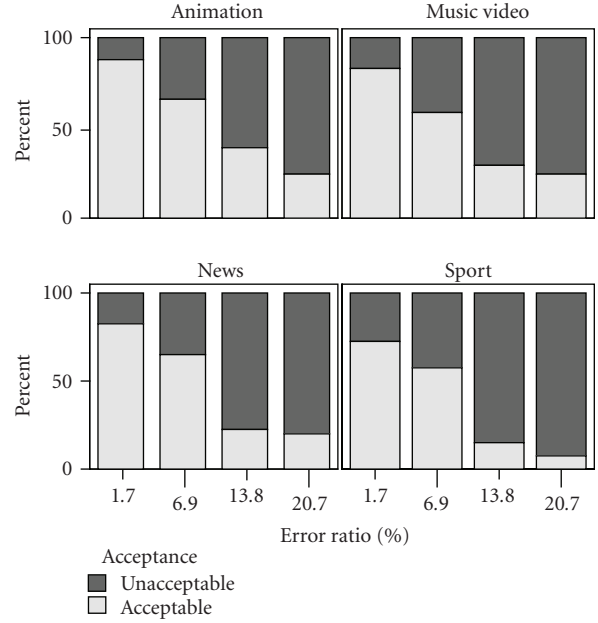 Animation
Music video
Percent
100
50
0
News
Sport
Percent
100
50
0
1.7
6.9
13.8
20.7
1.7
6.9
13.8
20.7
Error ratio (%)
Acceptance
Unacceptable
Acceptable